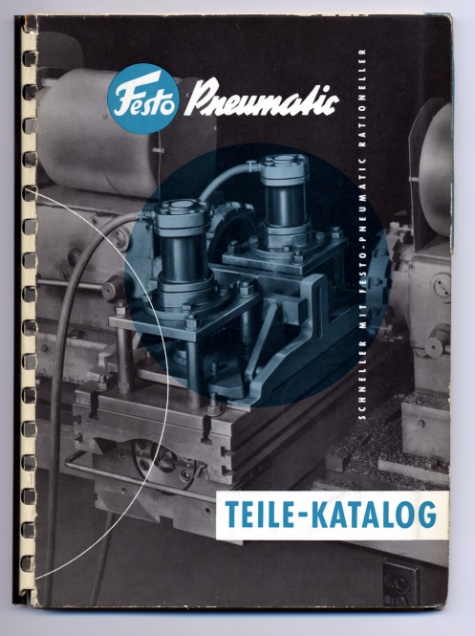 Festo Pneumatic
SCHNELLER MIT FESTO-PNEUMATIC RATIONELLER
TEILE-KATALOG